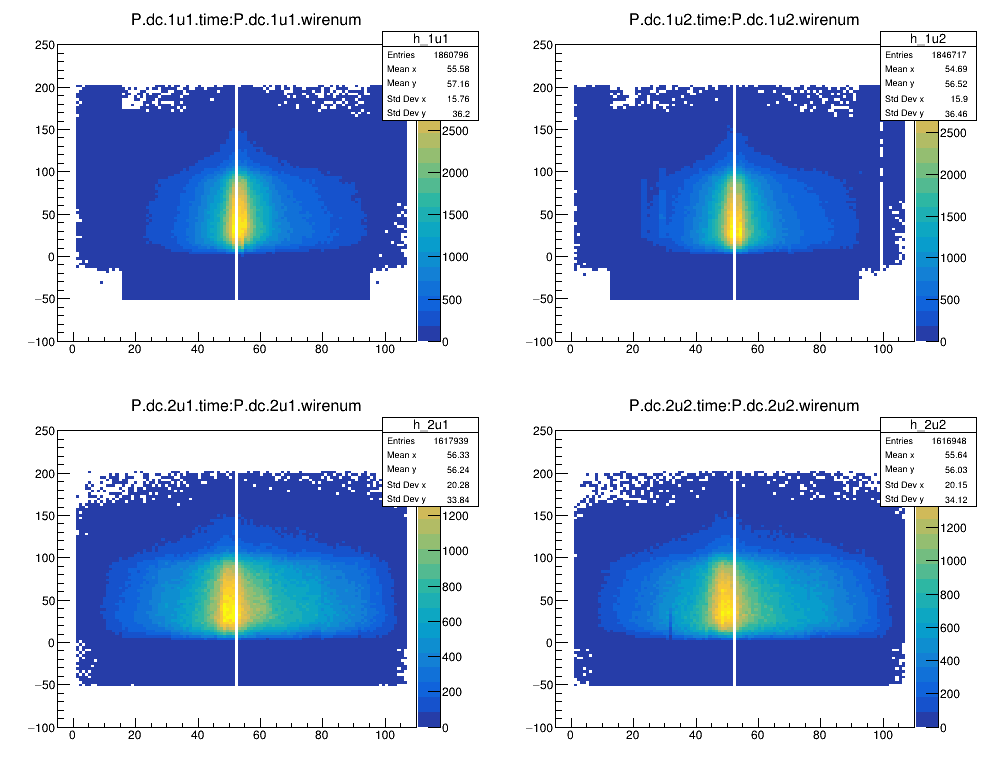 P.dc.1u1.time:P.dc.1u1.wirenum
h_1u1
Entries 1860796
Mean x 55.58
Mean y 57.16
Std Dev x 15.76
Std Dev y 36.2
250
200
150
100
50
0
−50
−100
0 20 40 60 80 100
2500
2000
1500
1000
500
0
P.dc.1u2.time:P.dc.1u2.wirenum
h_1u2
Entries 1846717
Mean x 54.69
Mean y 56.52
Std Dev x 15.9
Std Dev y 36.46
250
200
150
100
50
0
−50
−100
0 20 40 60 80 100
2500
2000
1500
1000
500
0
P.dc.2u1.time:P.dc.2u1.wirenum
h_2u1
Entries 1617939
Mean x 56.33
Mean y 56.24
Std Dev x 20.28
Std Dev y 33.84
250
200
150
100
50
0
−50
−100
0 20 40 60 80 100
1200
1000
800
600
400
200
0
P.dc.2u2.time:P.dc.2u2.wirenum
h_2u2
Entries 1616948
Mean x 55.64
Mean y 56.03
Std Dev x 20.15
Std Dev y 34.12
250
200
150
100
50
0
−50
−100
0 20 40 60 80 100
1200
1000
800
600
400
200
0